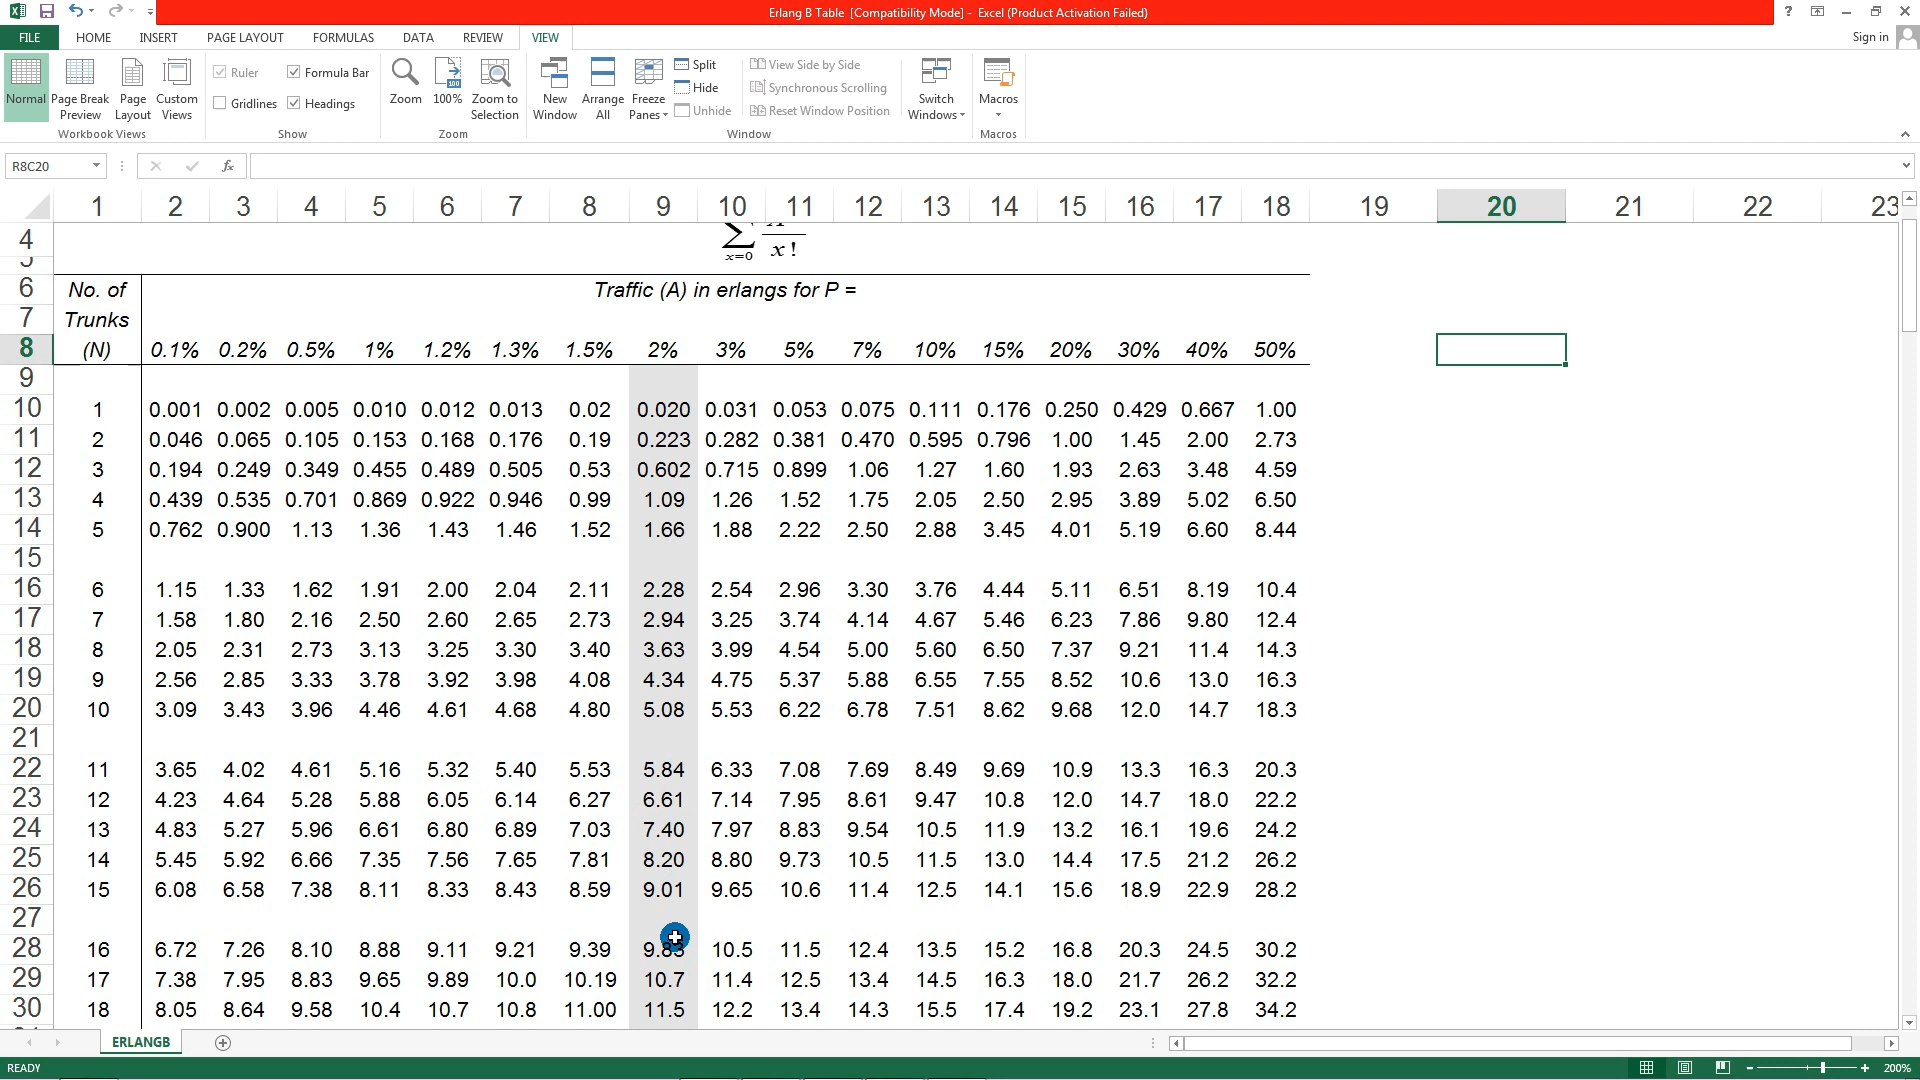 Erlang B Table  [Compatibility Mode] -  Excel (Product Activation Failed)
FILE HOME INSERT PAGE LAYOUT FORMULAS DATA REVIEW VIEW Sign in
Normal Page Break Preview Page Layout Custom Views
Workbook Views
Ruler Formula Bar
Gridlines Headings
Show
Zoom 100% Zoom to Selection
Zoom
New Window Arrange All Freeze Panes
Split
Hide
Unhide
View Side by Side
Synchronous Scrolling
Reset Window Position
Switch Windows
Window
Macros
Macros
R8C20 fx
1 2 3 4 5 6 7 8 9 10 11 12 13 14 15 16 17 18 19 20 21 22 23
4 ∑ x=0 x !
5
6 No. of Traffic (A) in erlangs for P =
7 Trunks
8 (N) 0.1% 0.2% 0.5% 1% 1.2% 1.3% 1.5% 2% 3% 5% 7% 10% 15% 20% 30% 40% 50%
9
10 1 0.001 0.002 0.005 0.010 0.012 0.013 0.02 0.020 0.031 0.053 0.075 0.111 0.176 0.250 0.429 0.667 1.00
11 2 0.046 0.065 0.105 0.153 0.168 0.176 0.19 0.223 0.282 0.381 0.470 0.595 0.796 1.00 1.45 2.00 2.73
12 3 0.194 0.249 0.349 0.455 0.489 0.505 0.53 0.602 0.715 0.899 1.06 1.27 1.60 1.93 2.63 3.48 4.59
13 4 0.439 0.535 0.701 0.869 0.922 0.946 0.99 1.09 1.26 1.52 1.75 2.05 2.50 2.95 3.89 5.02 6.50
14 5 0.762 0.900 1.13 1.36 1.43 1.46 1.52 1.66 1.88 2.22 2.50 2.88 3.45 4.01 5.19 6.60 8.44
15
16 6 1.15 1.33 1.62 1.91 2.00 2.04 2.11 2.28 2.54 2.96 3.30 3.76 4.44 5.11 6.51 8.19 10.4
17 7 1.58 1.80 2.16 2.50 2.60 2.65 2.73 2.94 3.25 3.74 4.14 4.67 5.46 6.23 7.86 9.80 12.4
18 8 2.05 2.31 2.73 3.13 3.25 3.30 3.40 3.63 3.99 4.54 5.00 5.60 6.50 7.37 9.21 11.4 14.3
19 9 2.56 2.85 3.33 3.78 3.92 3.98 4.08 4.34 4.75 5.37 5.88 6.55 7.55 8.52 10.6 13.0 16.3
20 10 3.09 3.43 3.96 4.46 4.61 4.68 4.80 5.08 5.53 6.22 6.78 7.51 8.62 9.68 12.0 14.7 18.3
21
22 11 3.65 4.02 4.61 5.16 5.32 5.40 5.53 5.84 6.33 7.08 7.69 8.49 9.69 10.9 13.3 16.3 20.3
23 12 4.23 4.64 5.28 5.88 6.05 6.14 6.27 6.61 7.14 7.95 8.61 9.47 10.8 12.0 14.7 18.0 22.2
24 13 4.83 5.27 5.96 6.61 6.80 6.89 7.03 7.40 7.97 8.83 9.54 10.5 11.9 13.2 16.1 19.6 24.2
25 14 5.45 5.92 6.66 7.35 7.56 7.65 7.81 8.20 8.80 9.73 10.5 11.5 13.0 14.4 17.5 21.2 26.2
26 15 6.08 6.58 7.38 8.11 8.33 8.43 8.59 9.01 9.65 10.6 11.4 12.5 14.1 15.6 18.9 22.9 28.2
27
28 16 6.72 7.26 8.10 8.88 9.11 9.21 9.39 9.83 10.5 11.5 12.4 13.5 15.2 16.8 20.3 24.5 30.2
29 17 7.38 7.95 8.83 9.65 9.89 10.0 10.19 10.7 11.4 12.5 13.4 14.5 16.3 18.0 21.7 26.2 32.2
30 18 8.05 8.64 9.58 10.4 10.7 10.8 11.00 11.5 12.2 13.4 14.3 15.5 17.4 19.2 23.1 27.8 34.2
ERLANGB
READY 200%